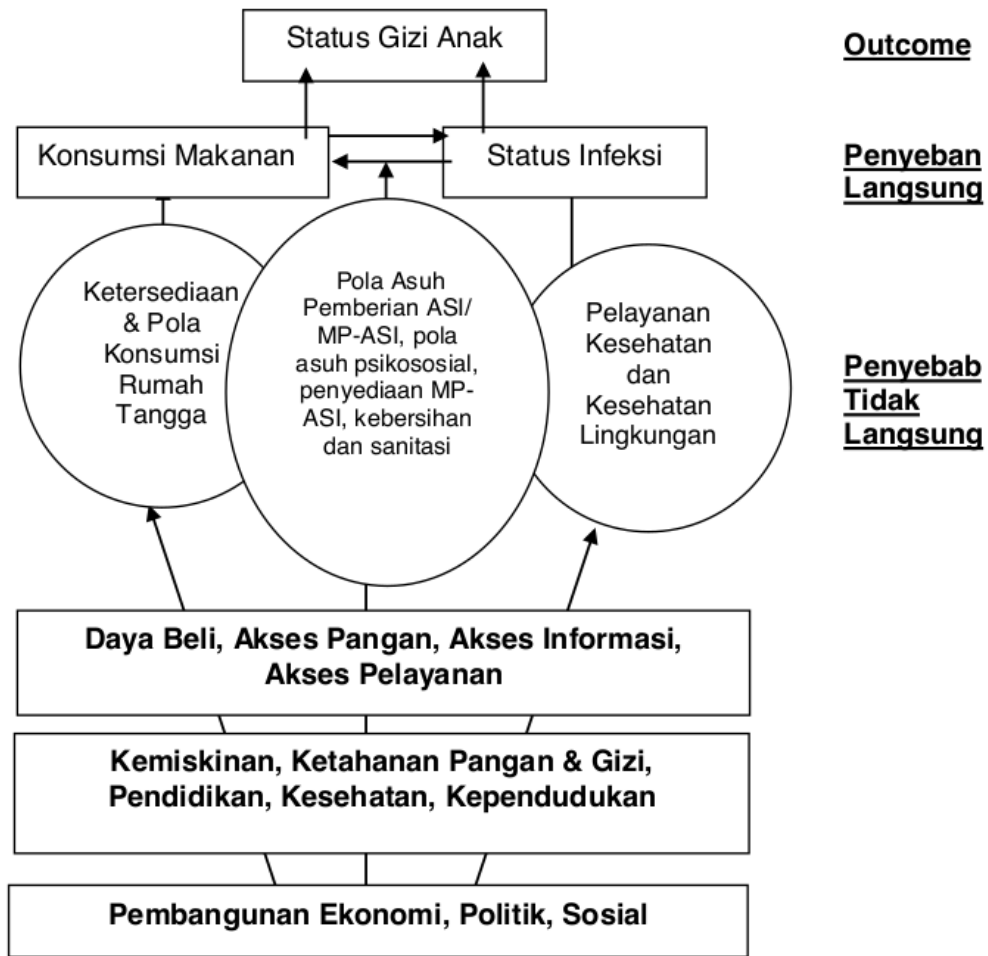 Status Gizi Anak
Outcome
Konsumsi Makanan
Status Infeksi
Penyeban
Langsung
Ketersediaan
& Pola
Konsumsi
Rumah
Tangga
Pola Asuh
Pemberian ASI/
MP-ASI, pola
asuh psikososial,
penyediaan MP-
ASI, kebersihan
dan sanitasi
Pelayanan
Kesehatan
dan
Kesehatan
Lingkungan
Penyebab
Tidak
Langsung
Daya Beli, Akses Pangan, Akses Informasi,
Akses Pelayanan
Kemiskinan, Ketahanan Pangan & Gizi,
Pendidikan, Kesehatan, Kependudukan
Pembangunan Ekonomi, Politik, Sosial